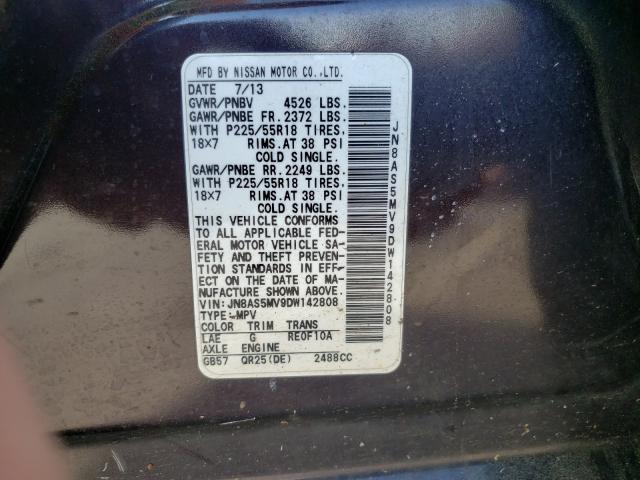 MFD BY NISSAN MOTOR CO.,LTD.
DATE 7/13
GVWR/PNBV 4526 LBS.
GAWR/PNBE FR.2372 LBS.
WITH P225/55R18 TIRES,
18X7 RIMS.AT 38 PSI
COLD SINGLE.
GAWR/PNBE RR.2249 LBS.
WITH P225/55R18 TIRES,
18X7 RIMS.AT 38 PSI
COLD SINGLE.
THIS VEHICLE CONFORMS
TO ALL APPLICABLE FED-
ERAL MOTOR VEHICLE SA-
FETY AND THEFT PREVEN-
TION STANDARDS IN EFF-
ECT ON THE DATE OF MA-
NUFACTURE SHOWN ABOVE.
VIN: JN8AS5MV9DW142808
TYPE:-MPV
COLOR TRIM TRANS
LAE G RE0F10A
AXLE ENGINE
GB57 QR25(DE) 2488CC
JN8AS5MV9DW142808